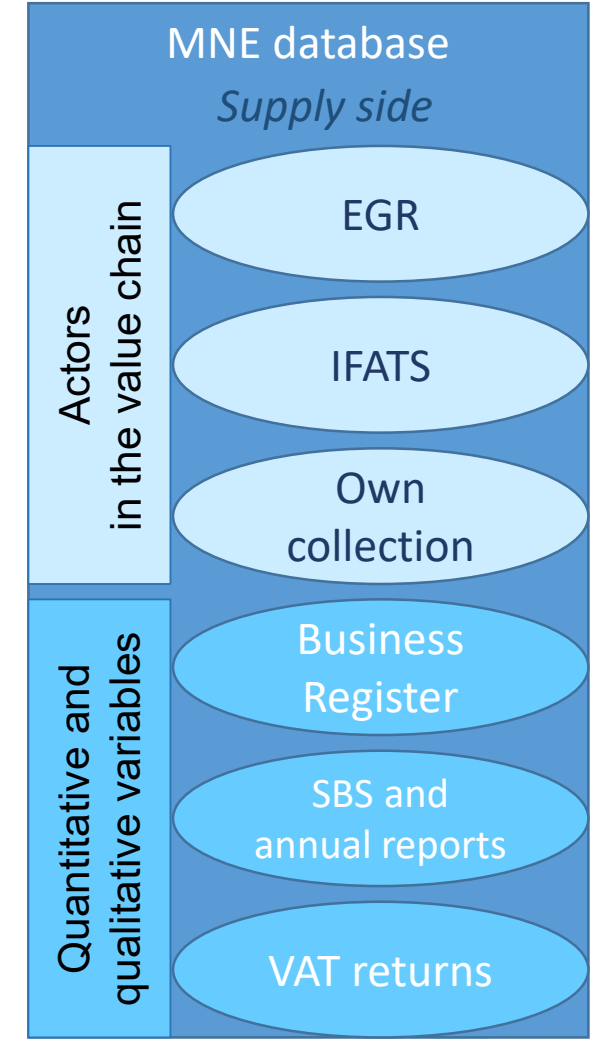 MNE database
Supply side
Actors
in the value chain
EGR
IFATS
Own
collection
Quantitative and
qualitative variables
Business
Register
SBS and
annual reports
VAT returns